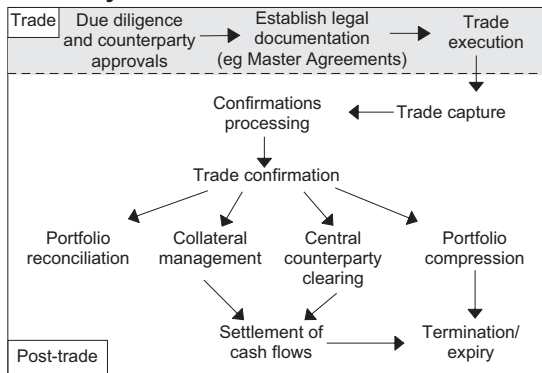 Trade
Due diligence
and counterparty
approvals
Establish legal
documentation
(eg Master Agreements)
Trade
execution
Confirmations
processing
Trade capture
Trade confirmation
Portfolio
reconciliation
Collateral
management
Central
counterparty
clearing
Portfolio
compression
Settlement of
cash flows
Termination/
expiry
Post-trade